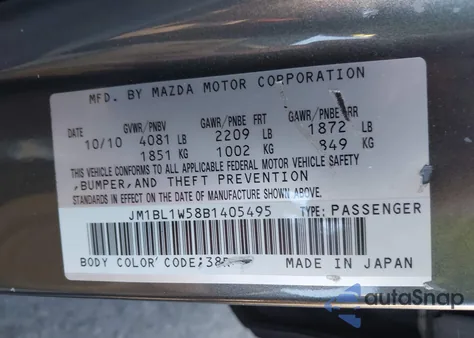 MFD. BY MAZDA MOTOR CORPORATION
DATE GVWR/PNBV GAWR/PNBE FRT GAWR/PNBE RR
10/10 4081 LB 2209 LB 1872 LB
1851 KG 1002 KG 849 KG
THIS VEHICLE CONFORMS TO ALL APPLICABLE FEDERAL MOTOR VEHICLE SAFETY
,BUMPER, AND THEFT PREVENTION
STANDARDS IN EFFECT ON THE DATE OF MANUFACTURE SHOWN ABOVE.
JM1BL1W58B1405495 TYPE: PASSENGER
BODY COLOR CODE: MADE IN JAPAN
autoSnap